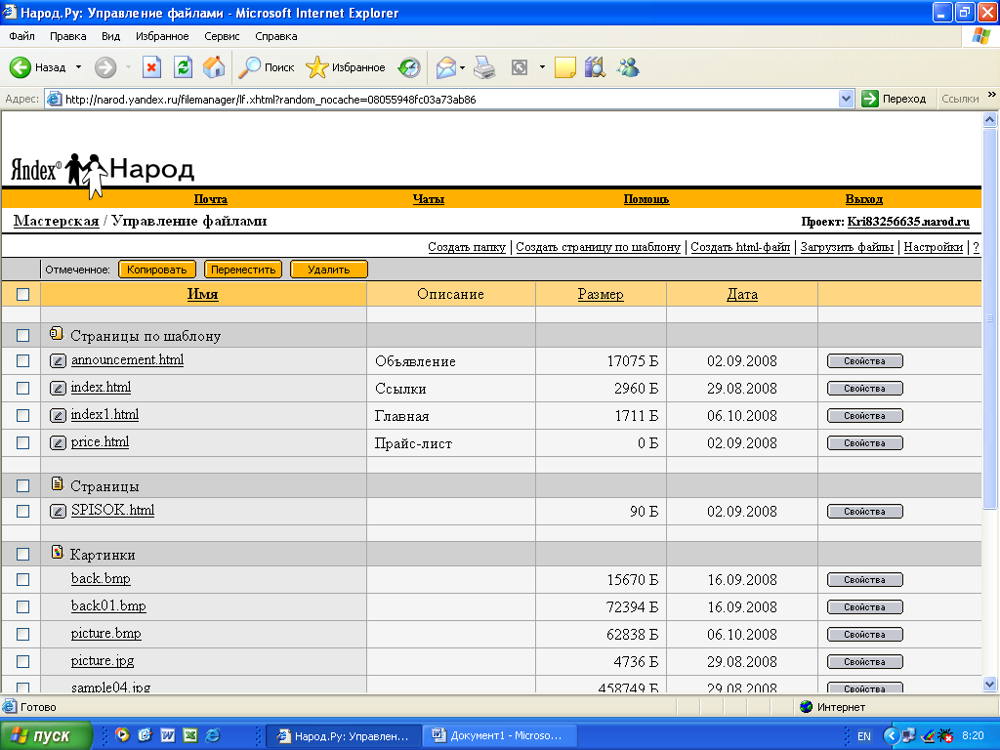 Народ.Ру: Управление файлами - Microsoft Internet Explorer
Файл Правка Вид Избранное Сервис Справка
Назад Поиск Избранное
Адрес: http://narod.yandex.ru/filemanager/lf.xhtml?random_nocache=08055948fc03a73ab86 Переход Ссылки »
Яndex® Народ
Почта Чаты Помощь Выход
Мастерская / Управление файлами Проект: Kri83256635.narod.ru
Создать папку | Создать страницу по шаблону | Создать html-файл | Загрузить файлы | Настройки | ?
Отмеченное: Копировать Переместить Удалить
Имя Описание Размер Дата
Страницы по шаблону
announcement.html Объявление 17075 Б 02.09.2008 Свойства
index.html Ссылки 2960 Б 29.08.2008 Свойства
index1.html Главная 1711 Б 06.10.2008 Свойства
price.html Прайс-лист 0 Б 02.09.2008 Свойства
Страницы
SPISOK.html 90 Б 02.09.2008 Свойства
Картинки
back.bmp 15670 Б 16.09.2008 Свойства
back01.bmp 72394 Б 16.09.2008 Свойства
picture.bmp 62838 Б 06.10.2008 Свойства
picture.jpg 4736 Б 29.08.2008 Свойства
sample04.jpg 458749 Б 29.08.2008 Свойства
Готово Интернет
пуск Народ.Ру: Управлен... Документ1 - Microso... EN 8:20